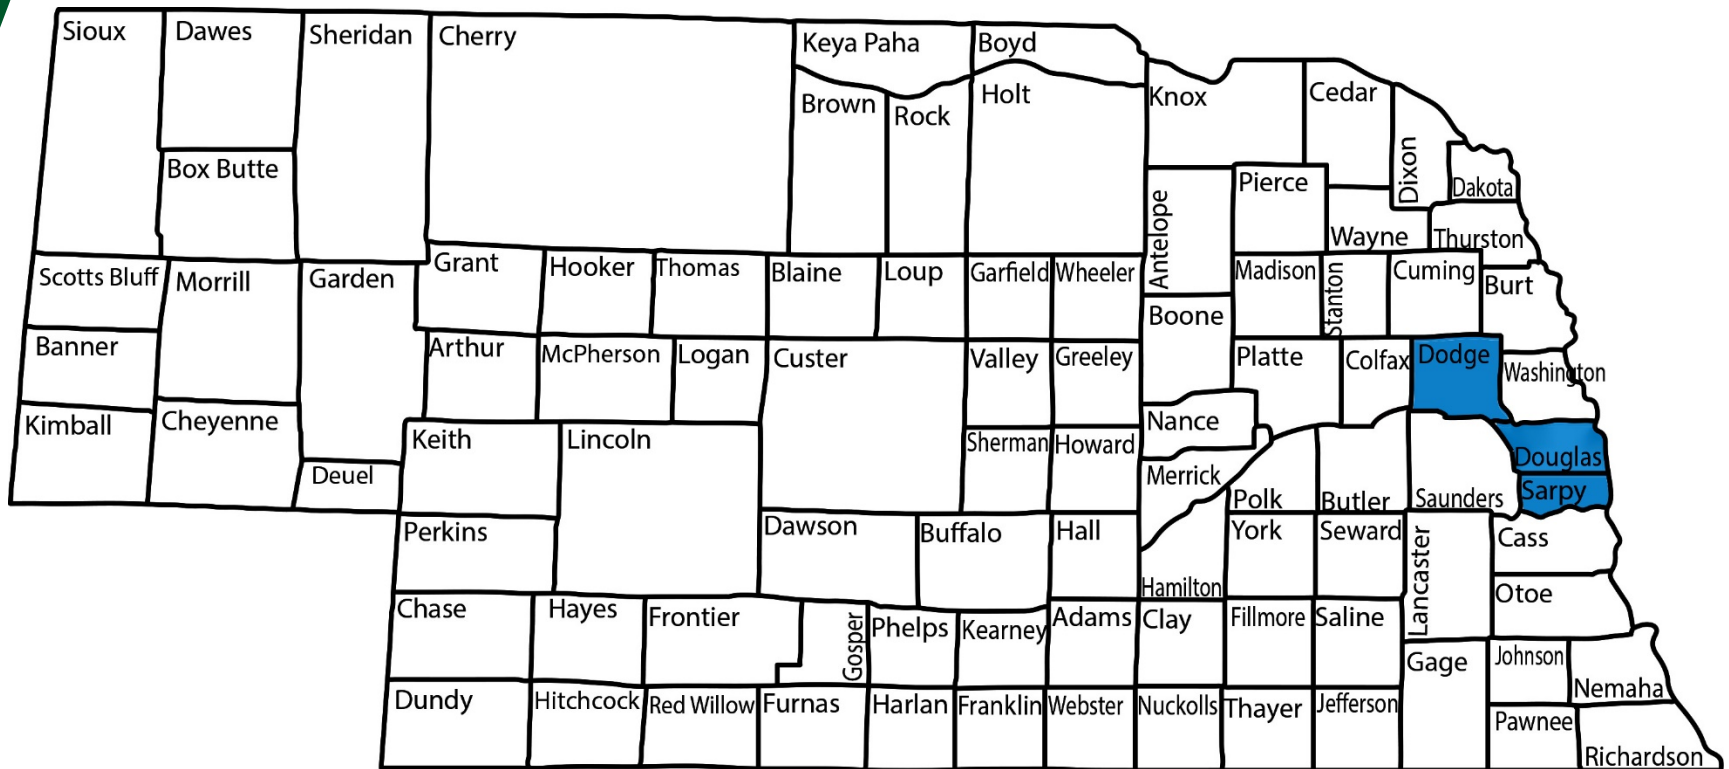 Sioux
Dawes
Sheridan
Cherry
Keya Paha
Boyd
Knox
Cedar
Holt
Brown
Rock
Dixon
Box Butte
Pierce
Dakota
Antelope
Wayne
Thurston
Scotts Bluff
Morrill
Garden
Grant
Hooker
Thomas
Blaine
Loup
Garfield
Wheeler
Madison
Stanton
Cuming
Burt
Boone
Banner
Arthur
McPherson
Logan
Custer
Valley
Greeley
Platte
Colfax
Dodge
Washington
Kimball
Cheyenne
Keith
Lincoln
Sherman
Howard
Nance
Douglas
Deuel
Merrick
Polk
Butler
Saunders
Sarpy
Perkins
Dawson
Buffalo
Hall
York
Seward
Lancaster
Cass
Hamilton
Otoe
Chase
Hayes
Frontier
Gosper
Phelps
Kearney
Adams
Clay
Fillmore
Saline
Gage
Johnson
Nemaha
Dundy
Hitchcock
Red Willow
Furnas
Harlan
Franklin
Webster
Nuckolls
Thayer
Jefferson
Pawnee
Richardson